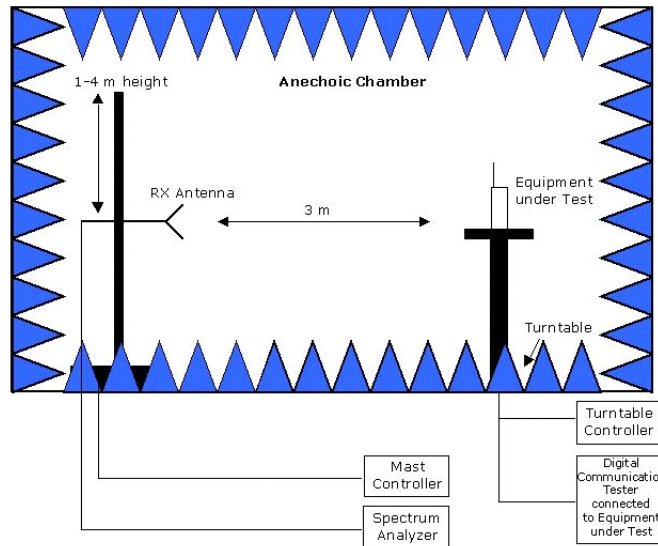 1-4 m height
Anechoic Chamber
RX Antenna
3 m
Equipment
under Test
Turntable
Turntable
Controller
Mast
Controller
Digital
Communicatio
Tester
connected
to Equipment
under Test
Spectrum
Analyzer